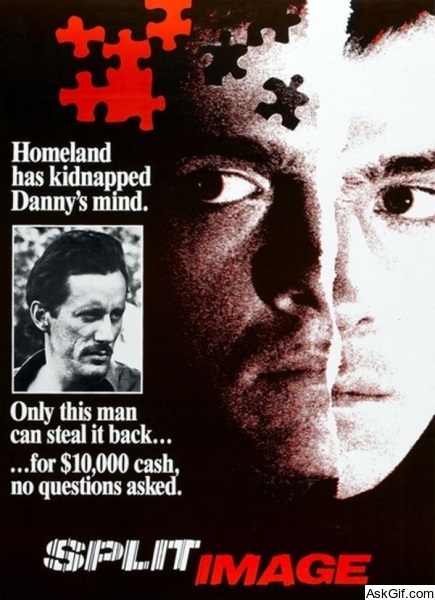 Homeland
has kidnapped
Danny's mind.
Only this man
can steal it back...
...for $10,000 cash,
no questions asked.
SPLIT IMAGE
AskGif.com